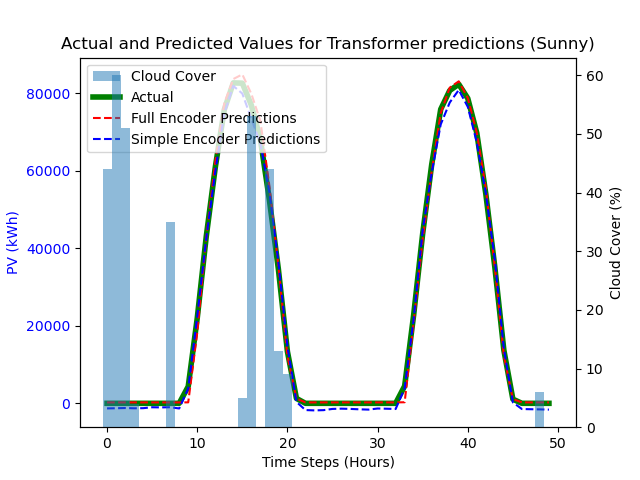 Actual and Predicted Values for Transformer predictions (Sunny)
Cloud Cover
Actual
Full Encoder Predictions
Simple Encoder Predictions
80000
60000
40000
20000
0
PV (kWh)
60
50
40
30
20
10
0
Cloud Cover (%)
0 10 20 30 40 50
Time Steps (Hours)